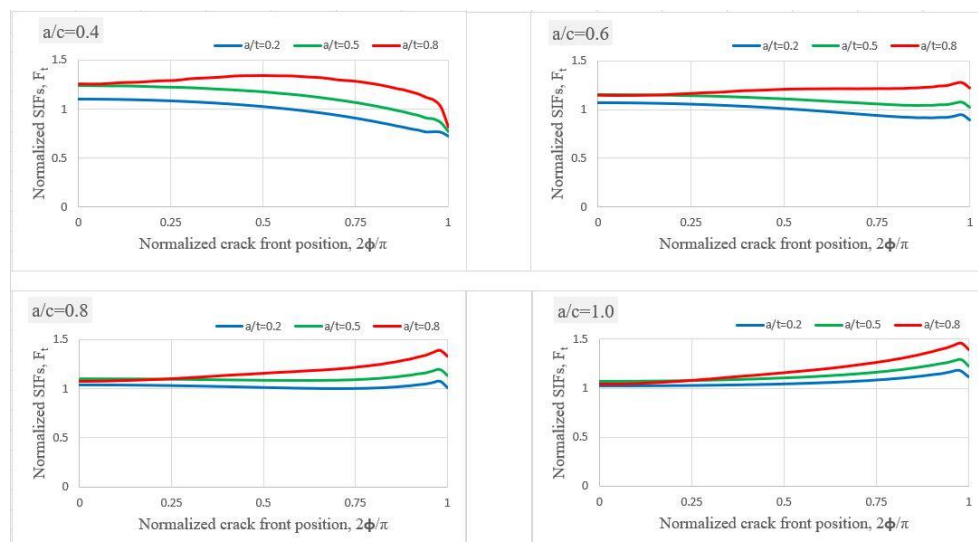 a/c=0.4
a/t=0.2 a/t=0.5 a/t=0.8
Normalized SIFs, Ft
1.5
1
0.5
0
0 0.25 0.5 0.75 1
Normalized crack front position, 2ϕ/π
a/c=0.6
a/t=0.2 a/t=0.5 a/t=0.8
Normalized SIFs, Ft
1.5
1
0.5
0
0 0.25 0.5 0.75 1
Normalized crack front position, 2ϕ/π
a/c=0.8
a/t=0.2 a/t=0.5 a/t=0.8
Normalized SIFs, Ft
1.5
1
0.5
0
0 0.25 0.5 0.75 1
Normalized crack front position, 2ϕ/π
a/c=1.0
a/t=0.2 a/t=0.5 a/t=0.8
Normalized SIFs, Ft
1.5
1
0.5
0
0 0.25 0.5 0.75 1
Normalized crack front position, 2ϕ/π